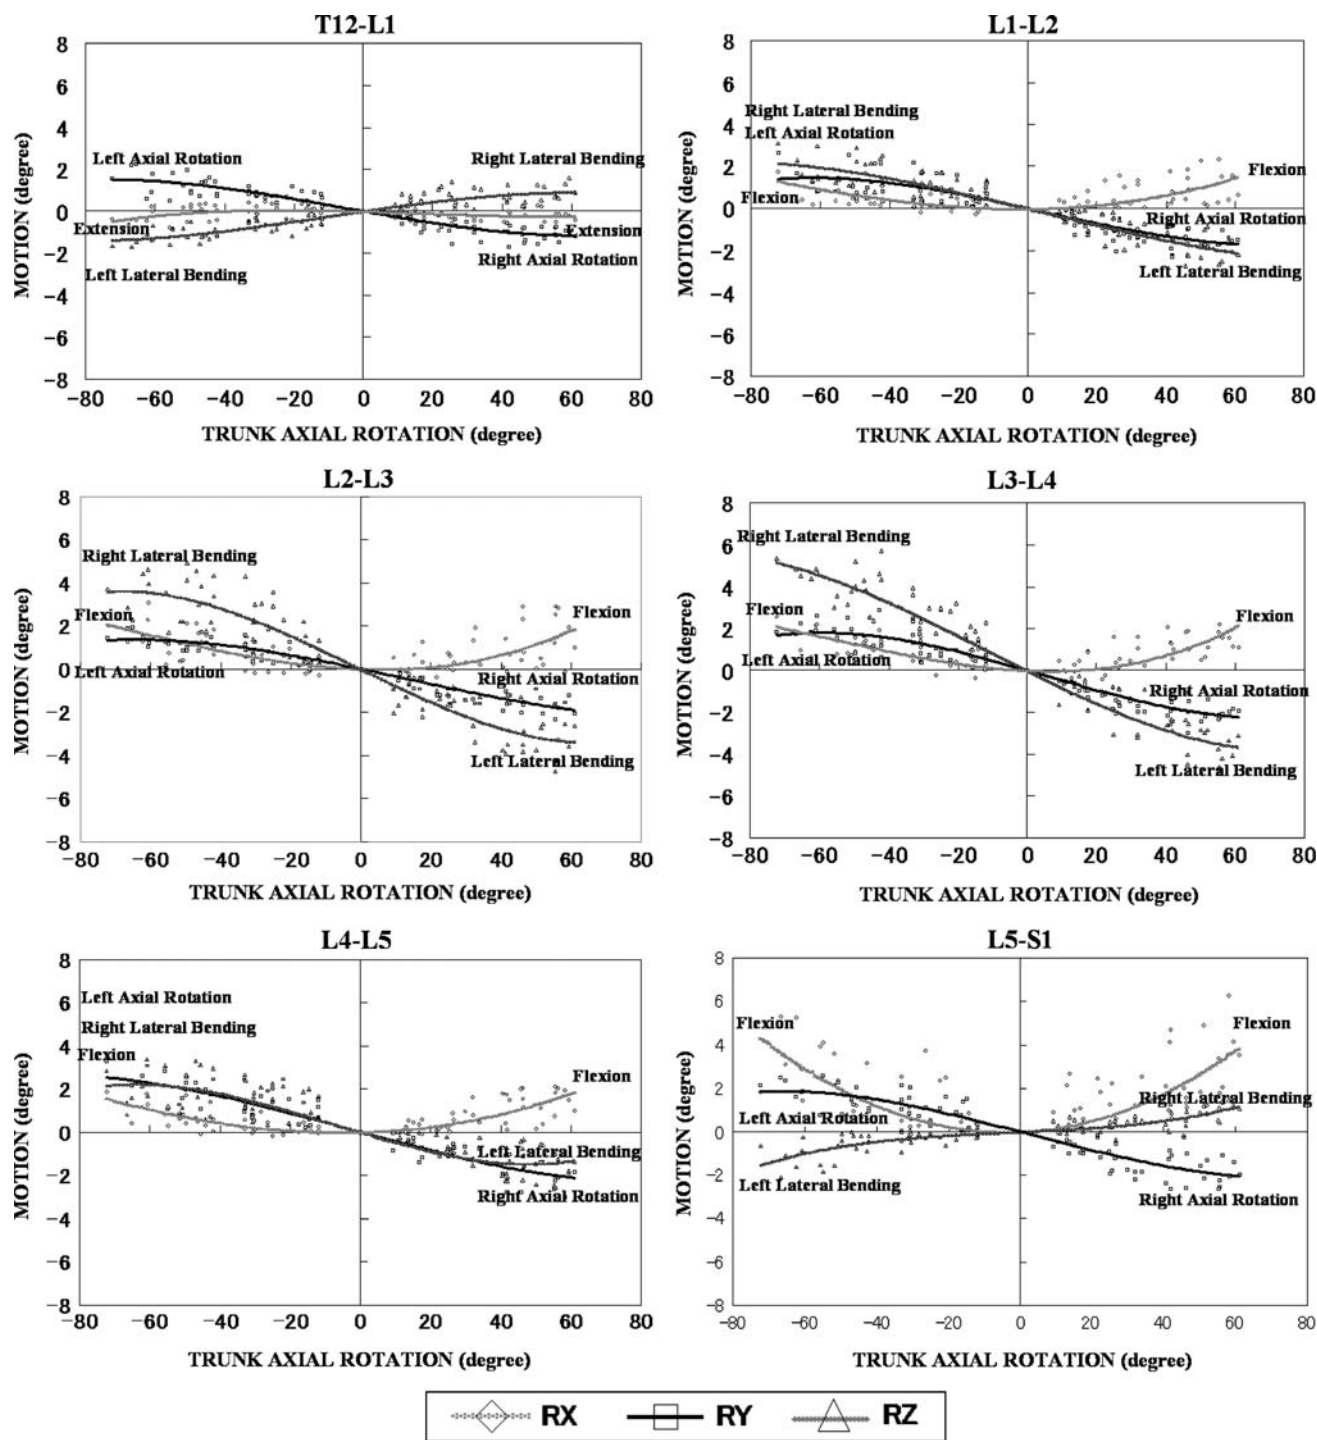 T12-L1
8
6
4
2
0
−2
−4
−6
−8
MOTION (degree)
Left Axial Rotation
Right Lateral Bending
Extension
Extension
Left Lateral Bending
Right Axial Rotation
−80 −60 −40 −20 0 20 40 60 80
TRUNK AXIAL ROTATION (degree)
L1-L2
8
6
4
2
0
−2
−4
−6
−8
MOTION (degree)
Right Lateral Bending
Left Axial Rotation
Flexion
Flexion
Right Axial Rotation
Left Lateral Bending
−80 −60 −40 −20 0 20 40 60 80
TRUNK AXIAL ROTATION (degree)
L2-L3
8
6
4
2
0
−2
−4
−6
−8
MOTION (degree)
Right Lateral Bending
Flexion
Flexion
Left Axial Rotation
Right Axial Rotation
Left Lateral Bending
−80 −60 −40 −20 0 20 40 60 80
TRUNK AXIAL ROTATION (degree)
L3-L4
8
6
4
2
0
−2
−4
−6
−8
MOTION (degree)
Right Lateral Bending
Flexion
Flexion
Left Axial Rotation
Right Axial Rotation
Left Lateral Bending
−80 −60 −40 −20 0 20 40 60 80
TRUNK AXIAL ROTATION (degree)
L4-L5
8
6
4
2
0
−2
−4
−6
−8
MOTION (degree)
Left Axial Rotation
Right Lateral Bending
Flexion
Flexion
Left Lateral Bending
Right Axial Rotation
−80 −60 −40 −20 0 20 40 60 80
TRUNK AXIAL ROTATION (degree)
L5-S1
8
6
4
2
0
−2
−4
−6
−8
MOTION (degree)
Flexion
Flexion
Left Axial Rotation
Right Lateral Bending
Left Lateral Bending
Right Axial Rotation
−80 −60 −40 −20 0 20 40 60 80
TRUNK AXIAL ROTATION (degree)
RX RY RZ